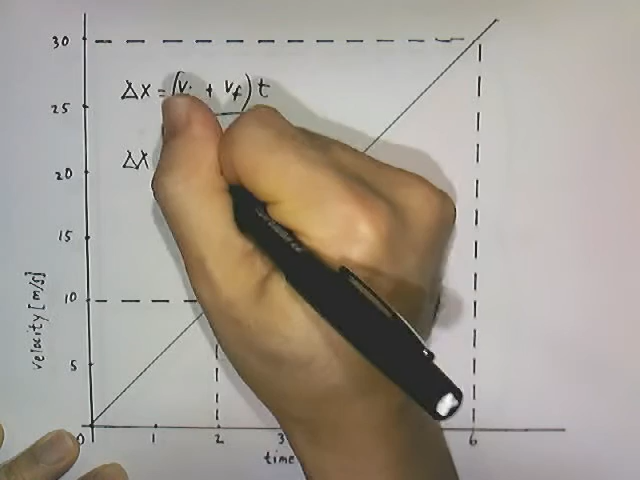 30
Δx = (vi + vf) t
25
Δx
20
15
10
5
velocity [m/s]
0 1 2 3 6
time